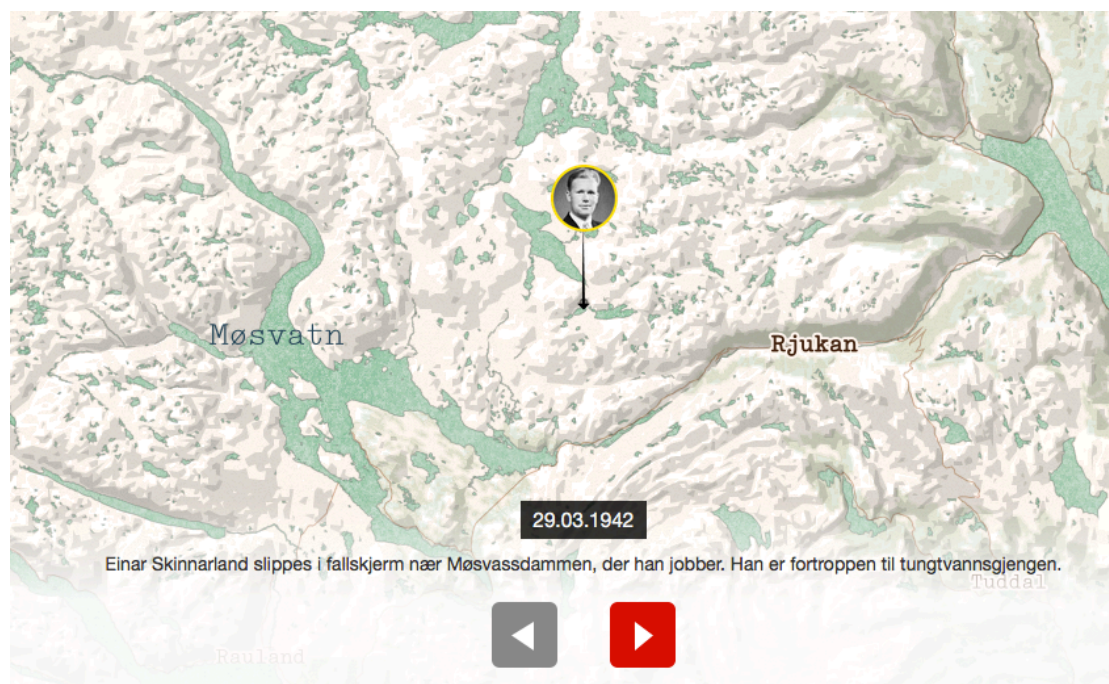 Møsvatn
Rjukan
29.03.1942
Einar Skinnarland slippes i fallskjerm nær Møsvassdammen, der han jobber. Han er fortroppen til tungtvannsgjengen.
Tuddal
Rauland